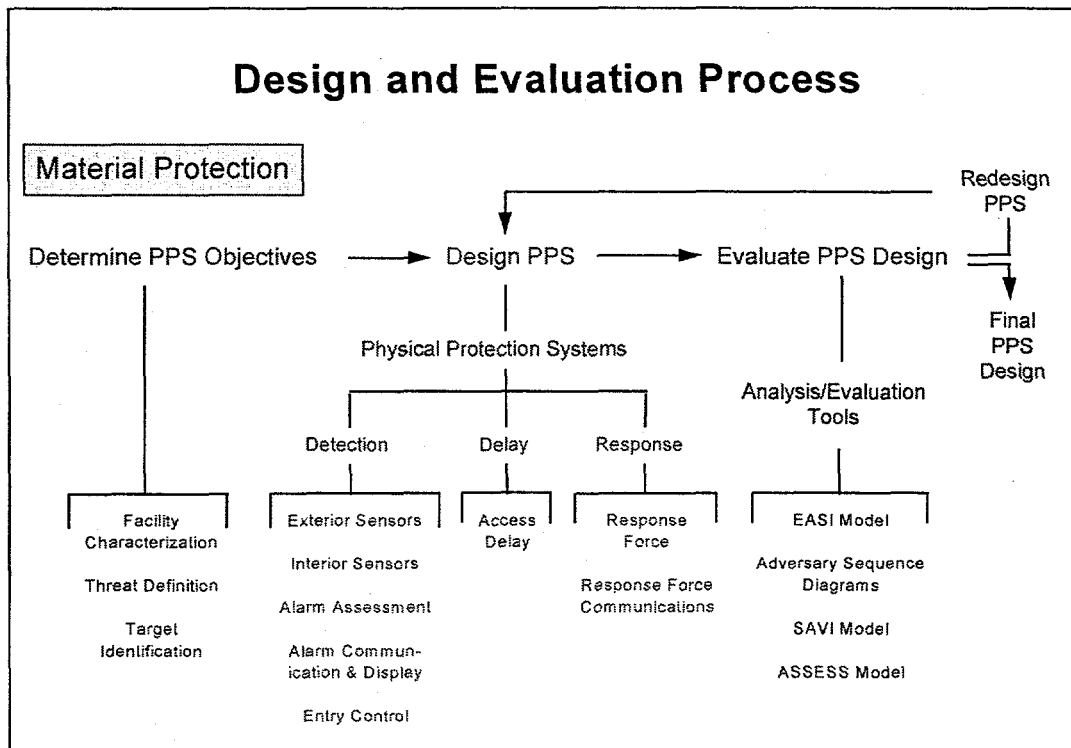 Design and Evaluation Process
Material Protection
Redesign
PPS
Determine PPS Objectives
Design PPS
Evaluate PPS Design
Final
PPS
Design
Physical Protection Systems
Analysis/Evaluation
Tools
Detection
Delay
Response
Facility
Characterization
Threat Definition
Target
Identification
Exterior Sensors
Interior Sensors
Alarm Assessment
Alarm Commun-
ication & Display
Entry Control
Access
Delay
Response
Force
Response Force
Communications
EASI Model
Adversary Sequence
Diagrams
SAVI Model
ASSESS Model